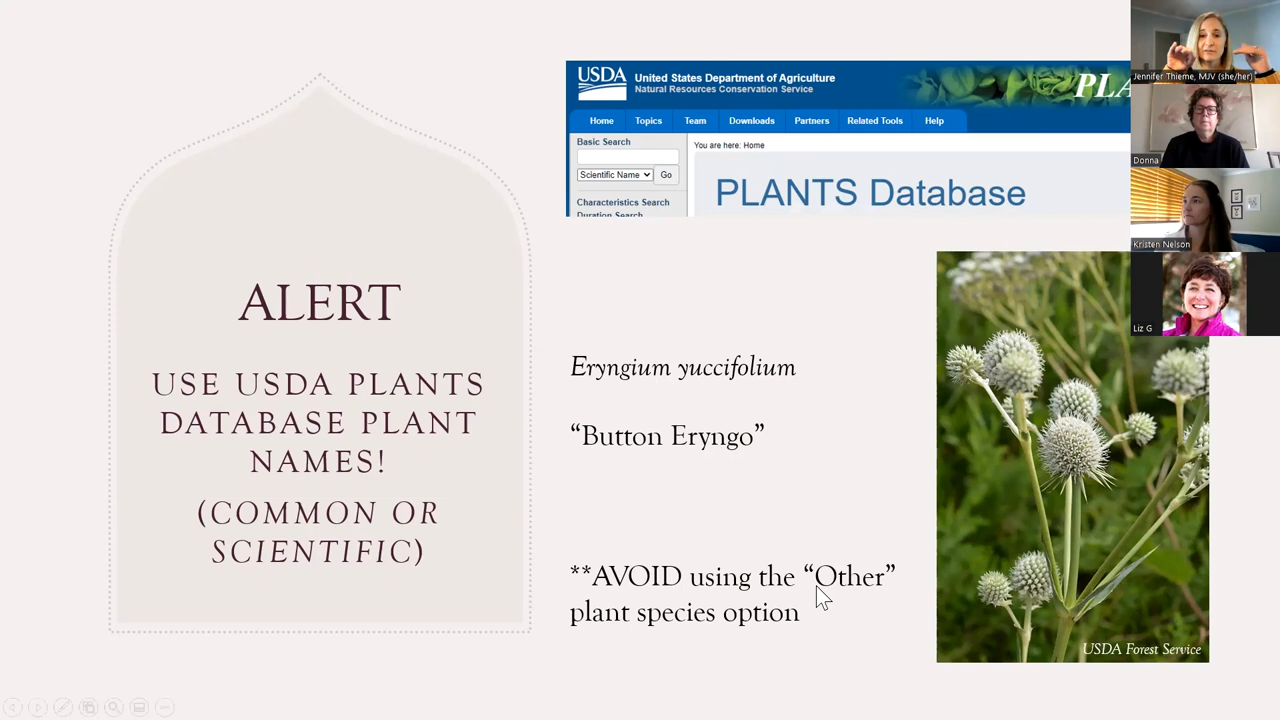 ALERT
USE USDA PLANTS
DATABASE PLANT
NAMES!
(COMMON OR
SCIENTIFIC)
USDA
United States Department of Agriculture
Natural Resources Conservation Service
PLA
Home Topics Team Downloads Partners Related Tools Help
Basic Search
Scientific Name Go
Characteristics Search
Duration Search
You are here: Home
PLANTS Database
Eryngium yuccifolium
“Button Eryngo”
**AVOID using the “Other”
plant species option
USDA Forest Service
Jennifer Thieme, MJV (she/her)
Donna
Kristen Nelson
Liz G